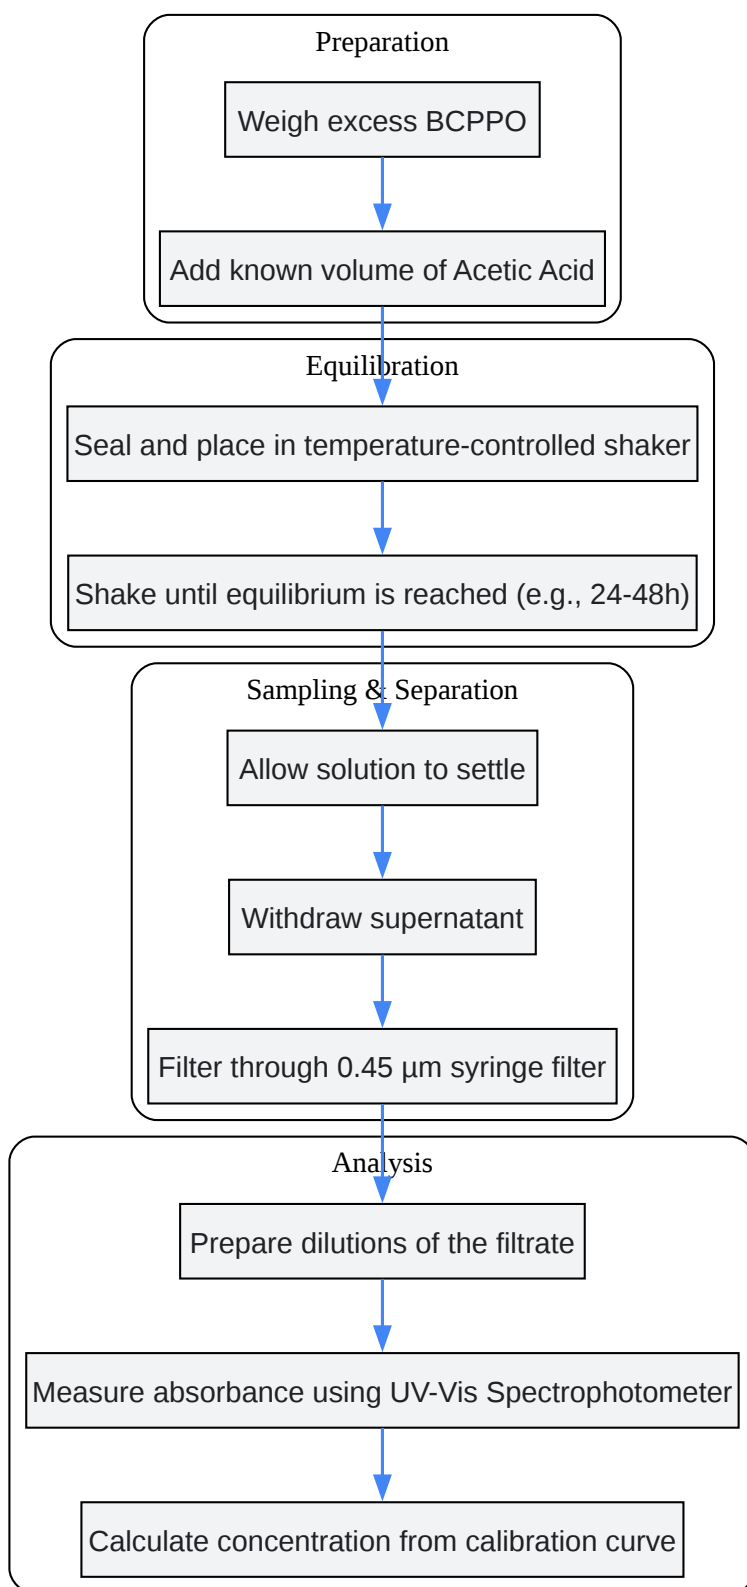 Preparation
Weigh excess BCPPO
Add known volume of Acetic Acid
Equilibration
Seal and place in temperature-controlled shaker
Shake until equilibrium is reached (e.g., 24-48h)
Sampling & Separation
Allow solution to settle
Withdraw supernatant
Filter through 0.45 µm syringe filter
Analysis
Prepare dilutions of the filtrate
Measure absorbance using UV-Vis Spectrophotometer
Calculate concentration from calibration curve